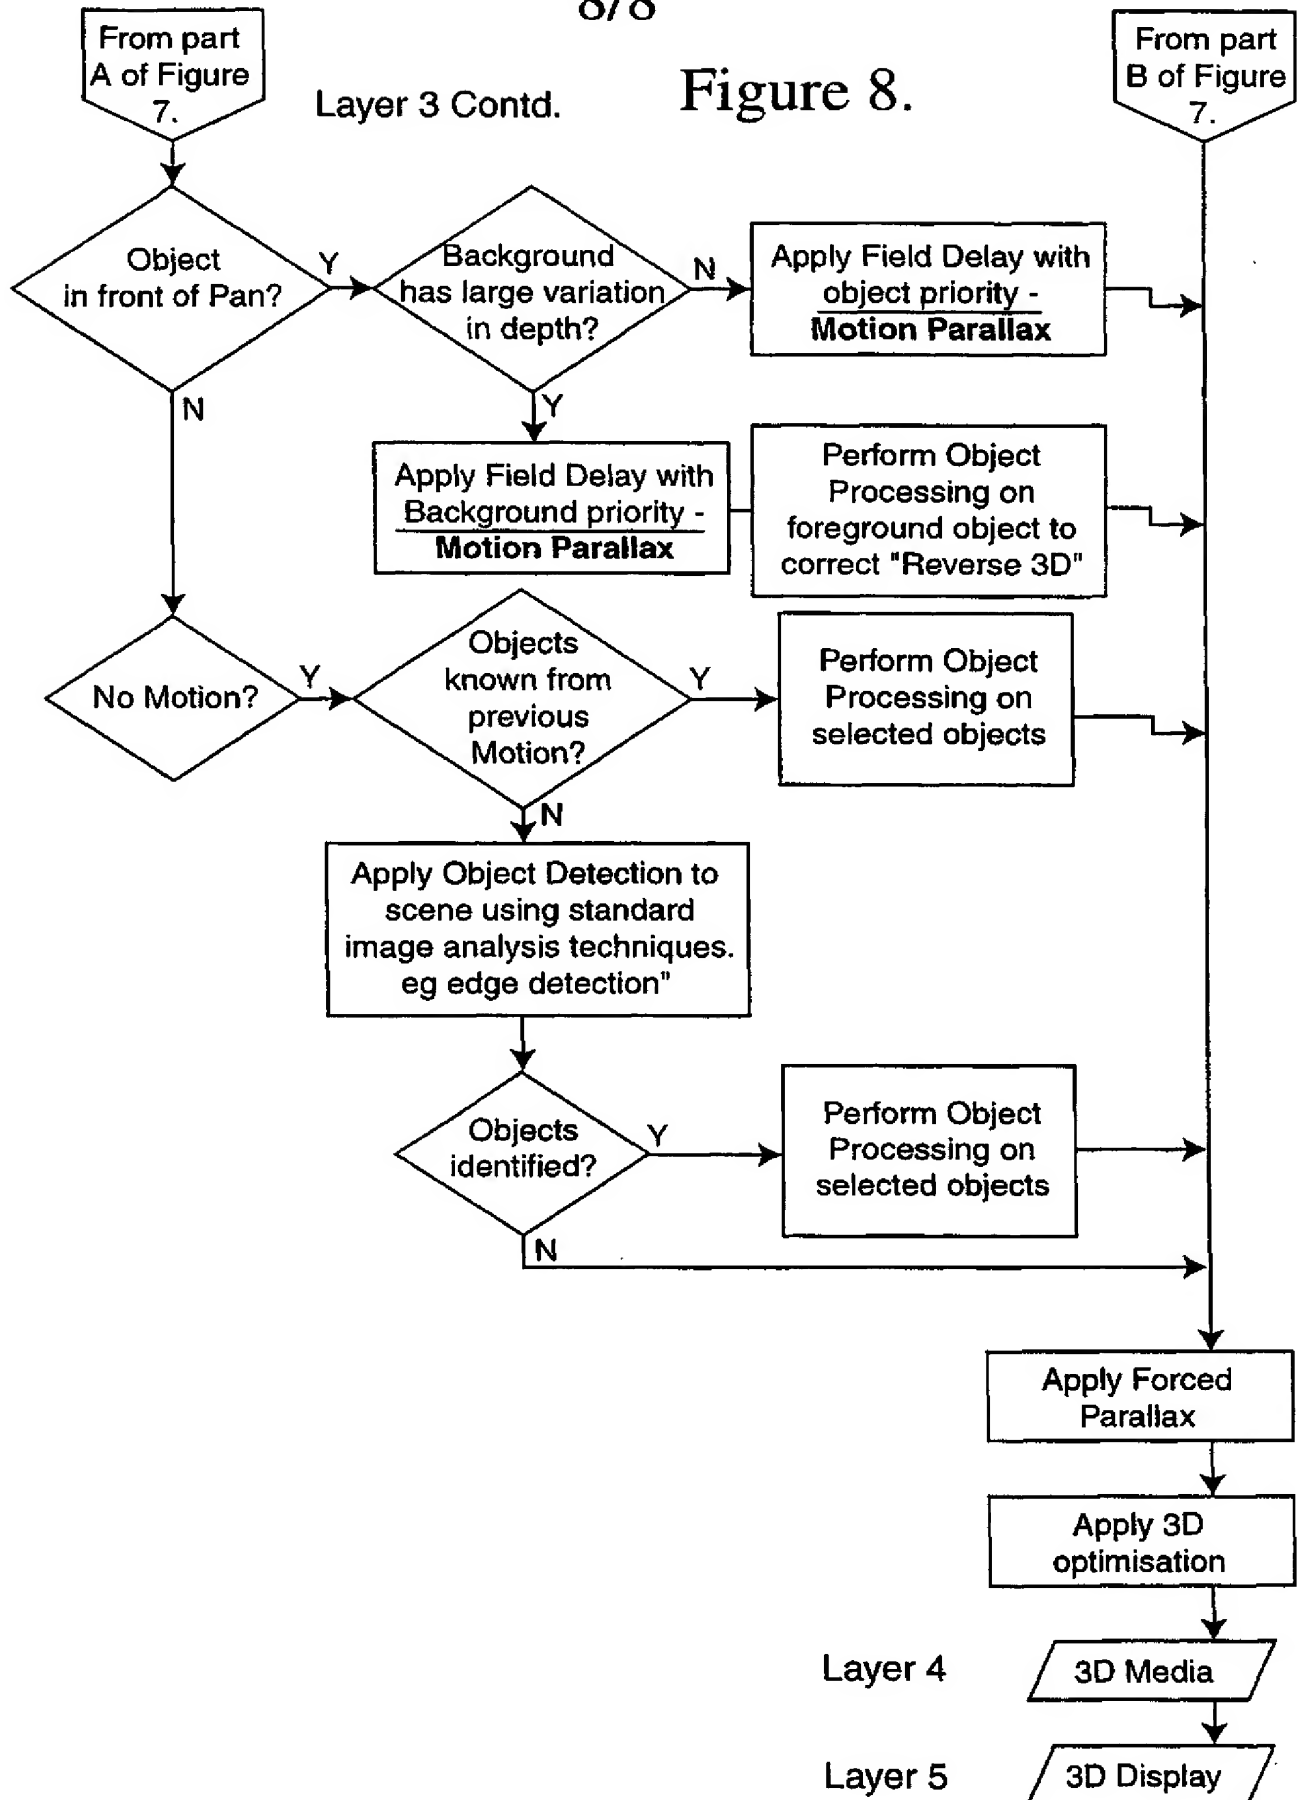 8/8
From part
A of Figure
7.
Layer 3 Contd.
Figure 8.
From part
B of Figure
7.
Object
in front of Pan?
Y
N
Background
has large variation
in depth?
N
Y
Apply Field Delay with
object priority -
Motion Parallax
Apply Field Delay with
Background priority -
Motion Parallax
Perform Object
Processing on
foreground object to
correct "Reverse 3D"
No Motion?
Y
Objects
known from
previous
Motion?
Y
N
Perform Object
Processing on
selected objects
Apply Object Detection to
scene using standard
image analysis techniques.
eg edge detection"
Objects
identified?
Y
N
Perform Object
Processing on
selected objects
Apply Forced
Parallax
Apply 3D
optimisation
Layer 4
3D Media
Layer 5
3D Display